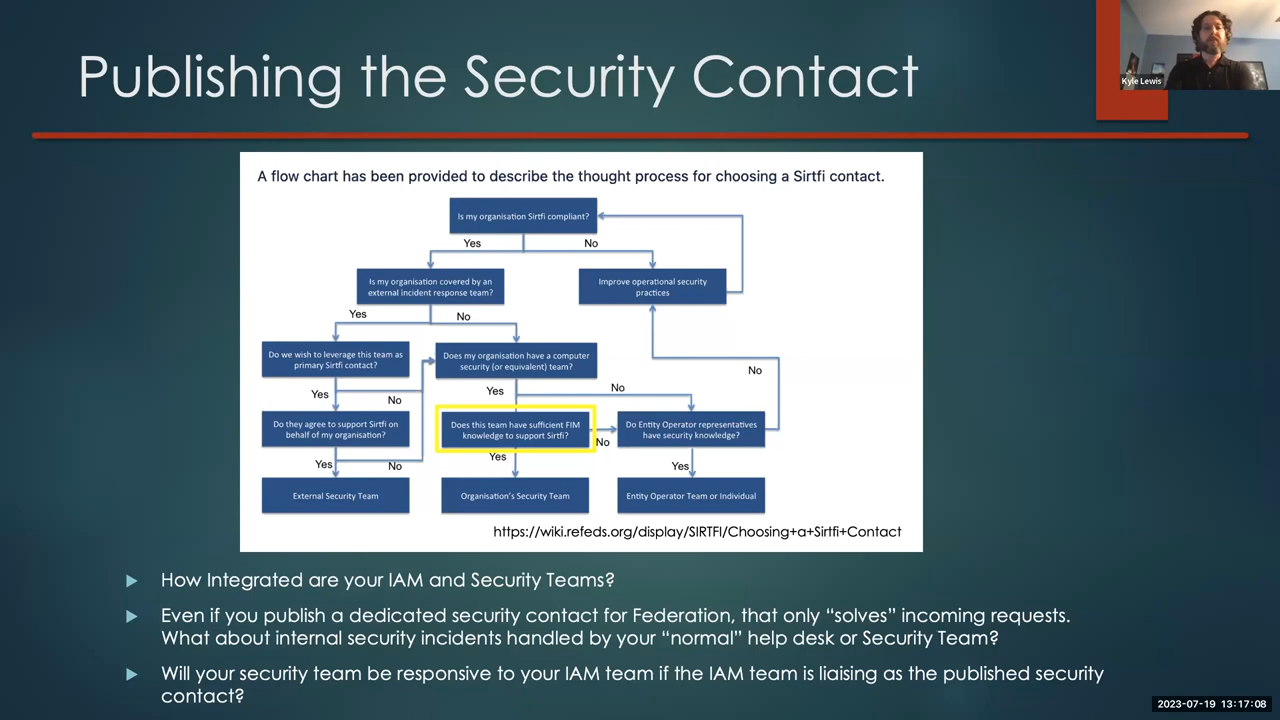 Publishing the Security Contact
Kyle Lewis
A flow chart has been provided to describe the thought process for choosing a Sirtfi contact.
Is my organisation Sirtfi compliant?
Yes
No
Is my organisation covered by an
external incident response team?
Improve operational security
practices
Yes
No
Do we wish to leverage this team as
primary Sirtfi contact?
Does my organisation have a computer
security (or equivalent) team?
No
Yes
No
Yes
No
Do they agree to support Sirtfi on
behalf of my organisation?
Does this team have sufficient FIM
knowledge to support Sirtfi?
No
Do Entity Operator representatives
have security knowledge?
Yes
No
Yes
Yes
External Security Team
Organisation's Security Team
Entity Operator Team or Individual
https://wiki.refeds.org/display/SIRTFI/Choosing+a+Sirtfi+Contact
How Integrated are your IAM and Security Teams?
Even if you publish a dedicated security contact for Federation, that only “solves” incoming requests.
What about internal security incidents handled by your “normal” help desk or Security Team?
Will your security team be responsive to your IAM team if the IAM team is liaising as the published security
contact?
2023-07-19 13:17:08